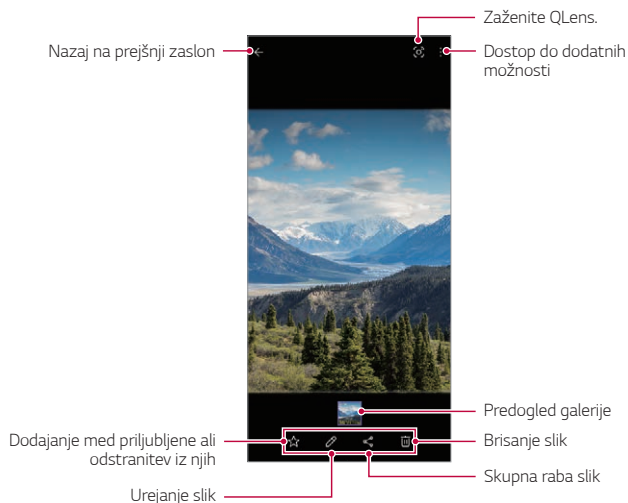 Zaženite QLens.
Nazaj na prejšnji zaslon
Dostop do dodatnih
možnosti
Predogled galerije
Dodajanje med priljubljene ali
odstranitev iz njih
Brisanje slik
Skupna raba slik
Urejanje slik